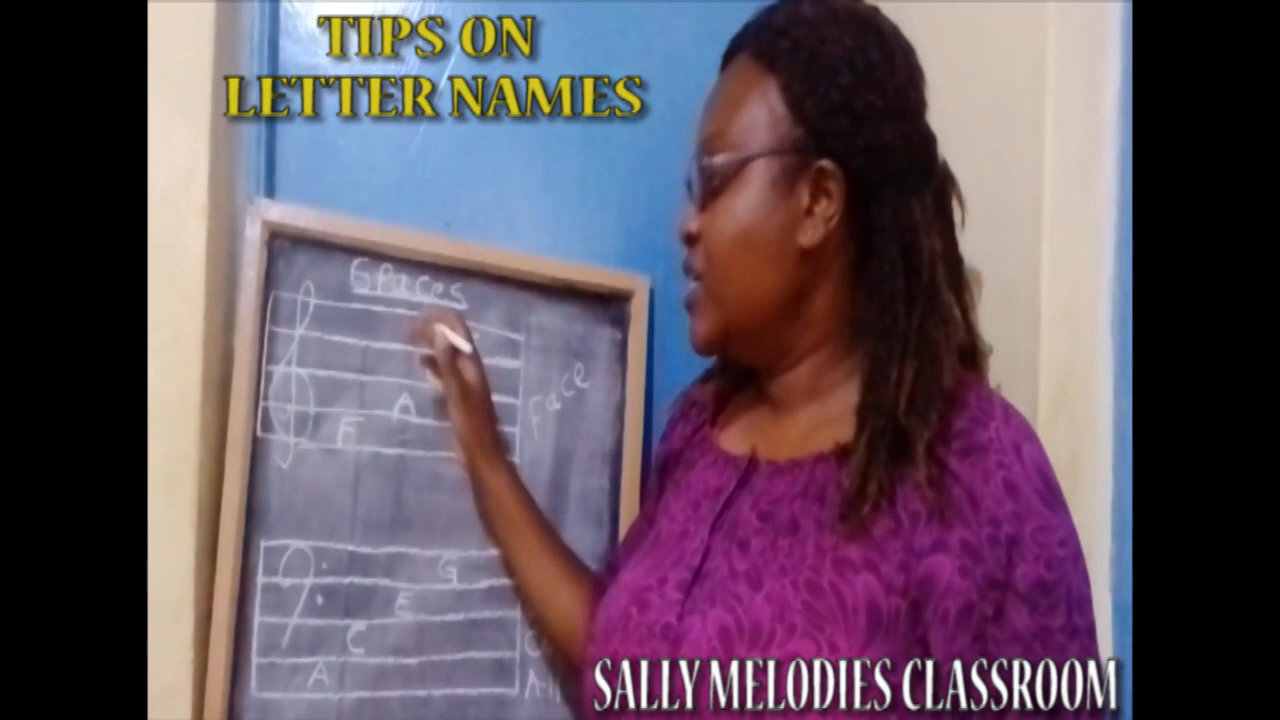 TIPS ON
LETTER NAMES
Spaces
A
F
Face
G
E
C
A
SALLY MELODIES CLASSROOM